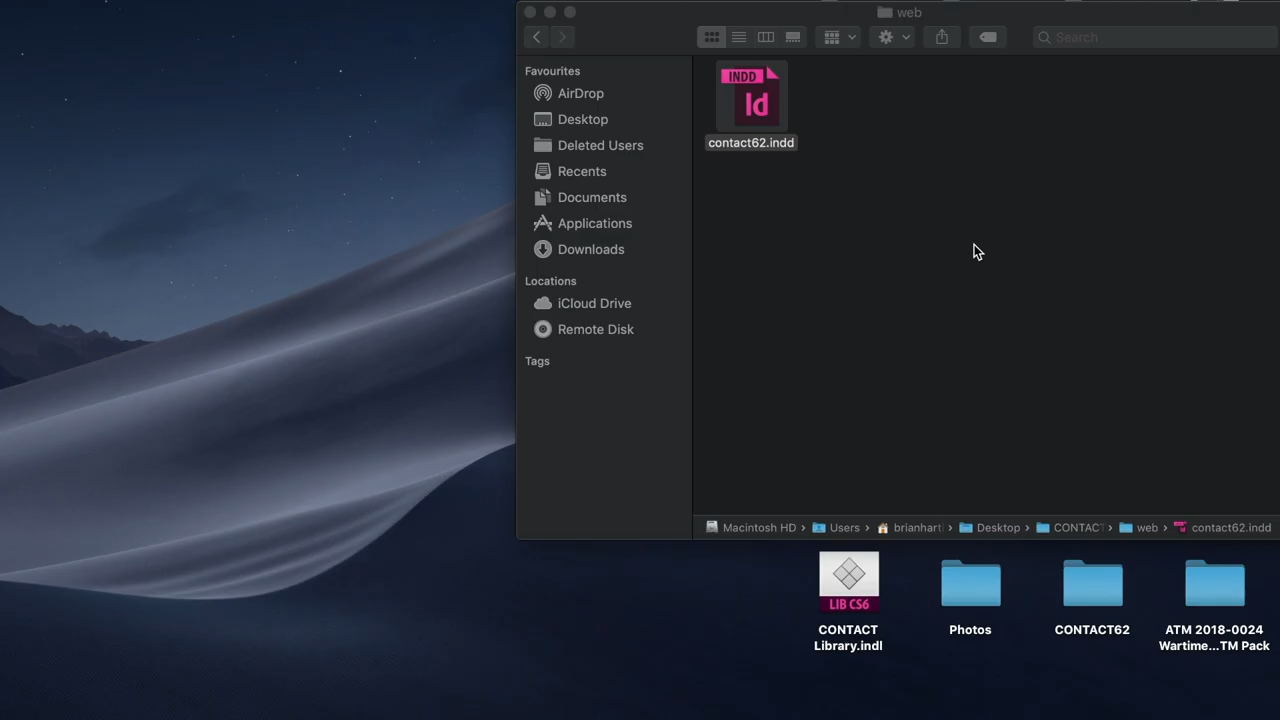 web
Search
Favourites
AirDrop
Desktop
Deleted Users
Recents
Documents
Applications
Downloads
Locations
iCloud Drive
Remote Disk
Tags
INDD
Id
contact62.indd
Macintosh HD › Users › brianhart › Desktop › CONTACT › web › contact62.indd
LIB CS6
CONTACT
Library.indl
Photos
CONTACT62
ATM 2018-0024
Wartime...TM Pack